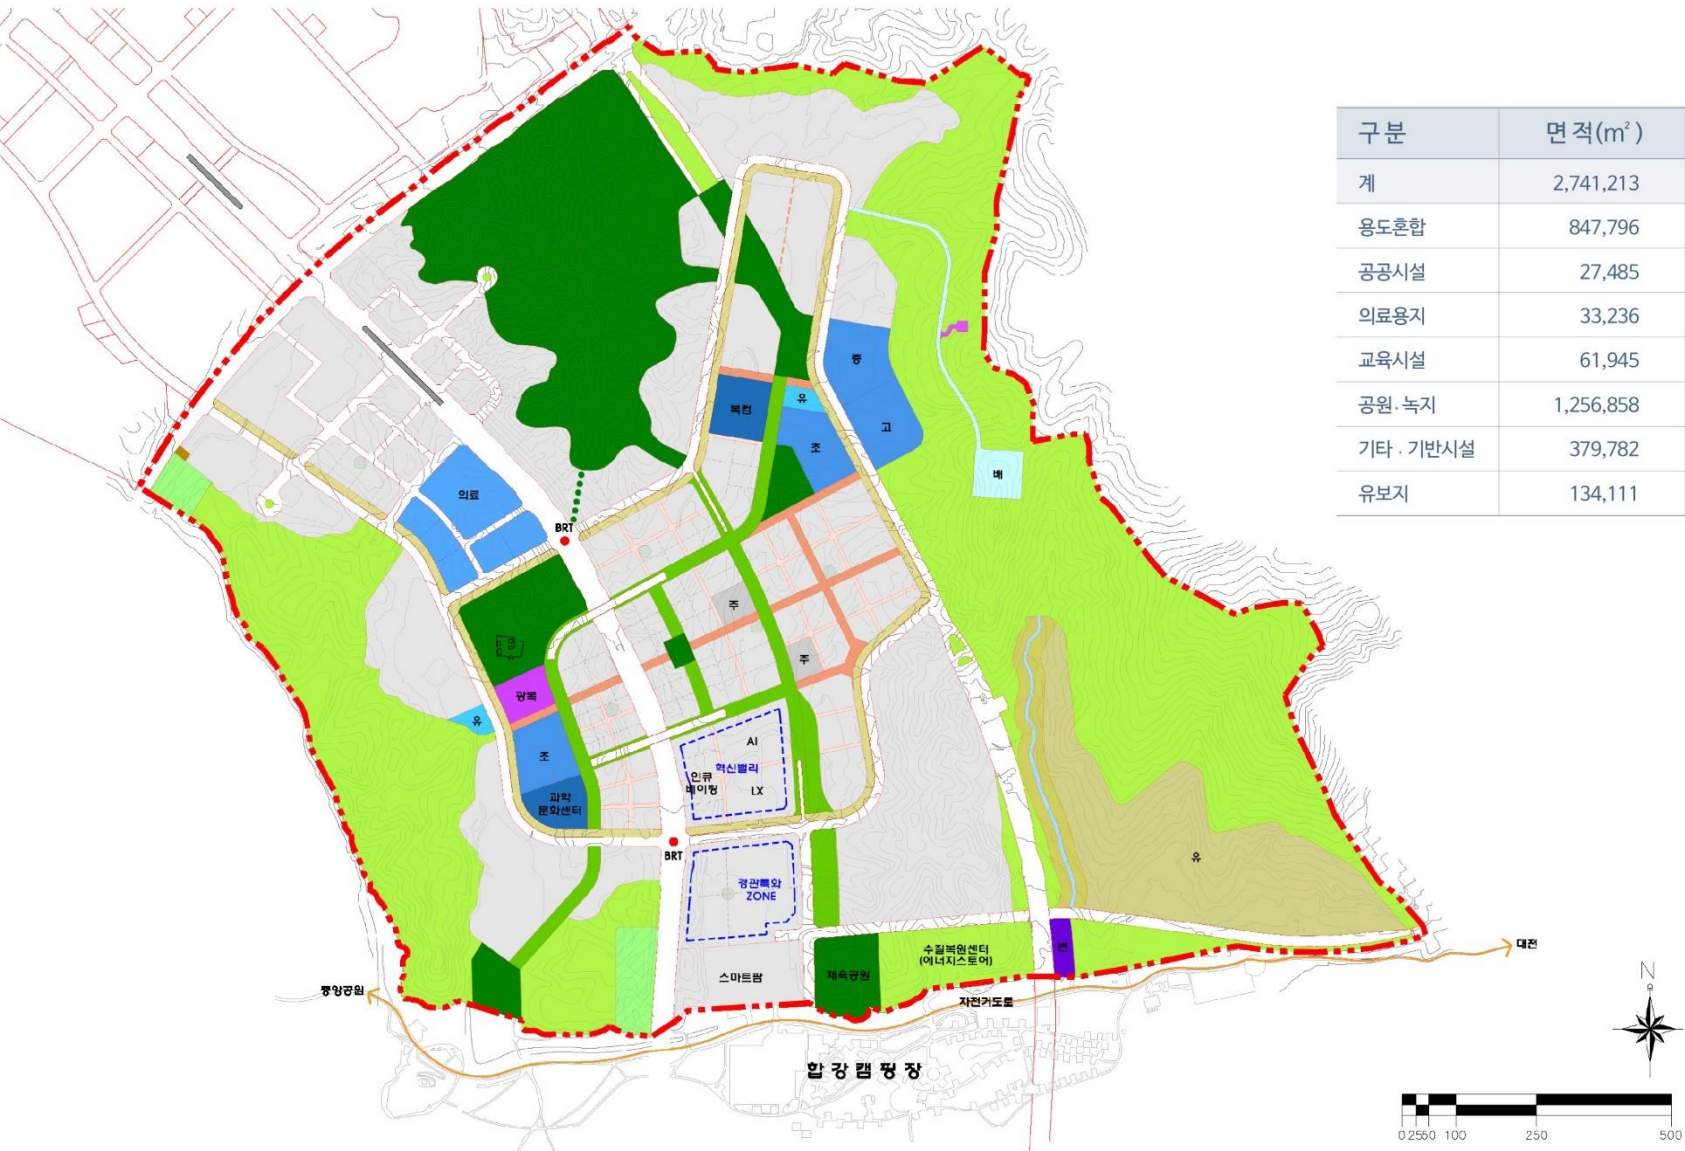 구분 면적(㎡)
계 2,741,213
용도혼합 847,796
공공시설 27,485
의료용지 33,236
교육시설 61,945
공원·녹지 1,256,858
기타·기반시설 379,782
유보지 134,111
중
복컴
유
초
고
배
의료
BRT
주
주
광복
유
초
과학
문화센터
AI
혁신밸리
인큐
베이팅
LX
BRT
경관특화
ZONE
유
스마트팜
체육공원
수질복원센터
(에너지스토어)
변
대전
중앙공원
자전거도로
합강캠핑장
N
0 25 50 100 250 500